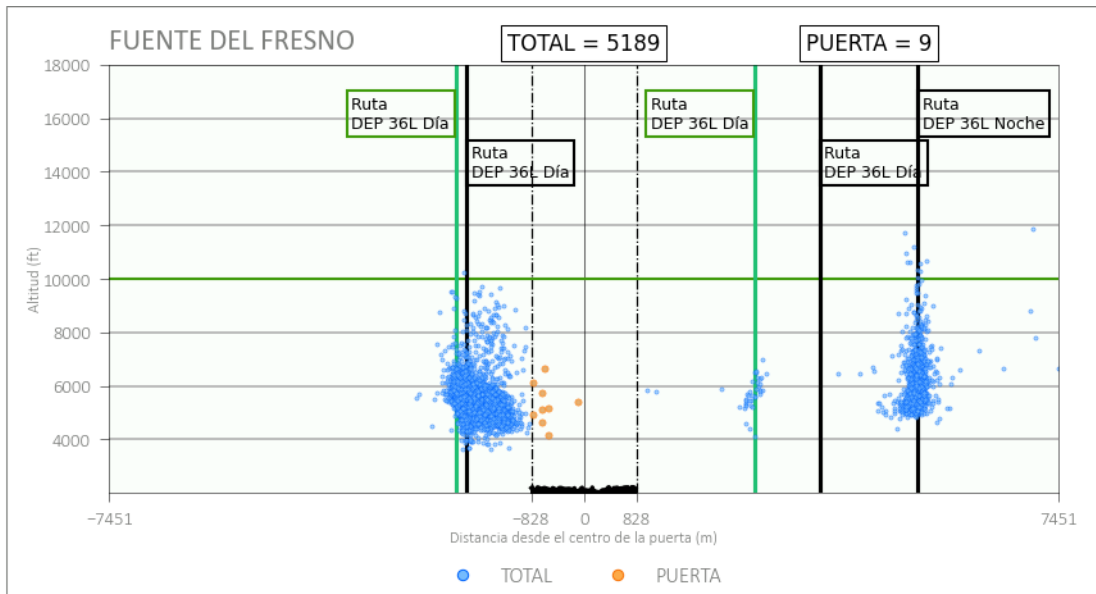 FUENTE DEL FRESNO
TOTAL = 5189
PUERTA = 9
18000
16000
14000
12000
10000
8000
6000
4000
Altitud (ft)
Ruta
DEP 36L Día
Ruta
DEP 36L Día
Ruta
DEP 36L Día
Ruta
DEP 36L Día
Ruta
DEP 36L Noche
−7451
−828
0
828
7451
Distancia desde el centro de la puerta (m)
TOTAL
PUERTA